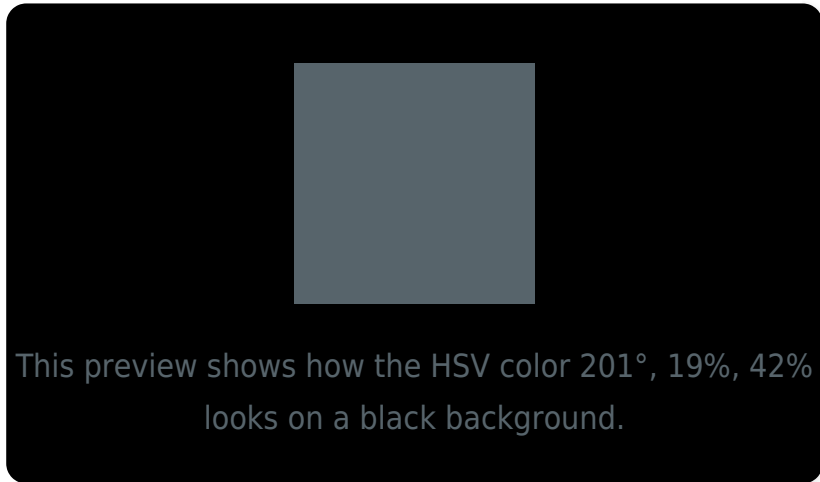 This preview shows how the HSV color 201°, 19%, 42%
looks on a black background.